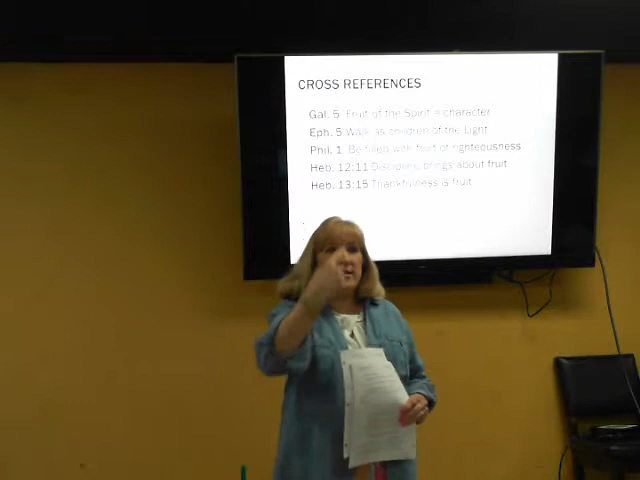 CROSS REFERENCES
Gal. 5 Fruit of the Spirit = character
Eph. 5 Walk as children of the Light
Phil. 1 Be filled with fruit of righteousness
Heb. 12:11 Discipline brings about fruit
Heb. 13:15 Thankfulness is fruit